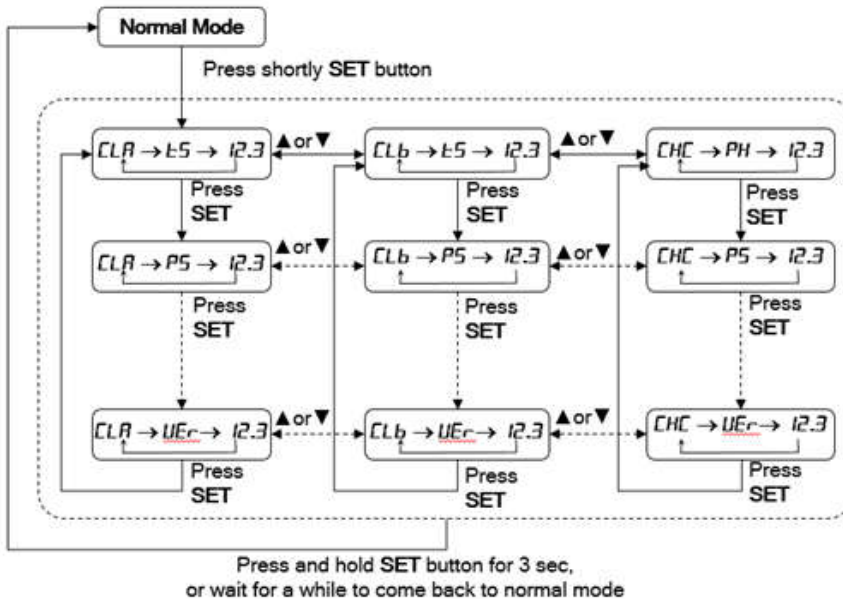 Normal Mode
Press shortly SET button
CLA → tS → 12.3
▲ or ▼
CLb → tS → 12.3
▲ or ▼
CHC → PH → 12.3
Press
SET
Press
SET
Press
SET
CLA → PS → 12.3
▲ or ▼
CLb → PS → 12.3
▲ or ▼
CHC → PS → 12.3
Press
SET
Press
SET
Press
SET
CLA → VEr → 12.3
▲ or ▼
CLb → VEr → 12.3
▲ or ▼
CHC → VEr → 12.3
Press
SET
Press
SET
Press
SET
Press and hold SET button for 3 sec,
or wait for a while to come back to normal mode